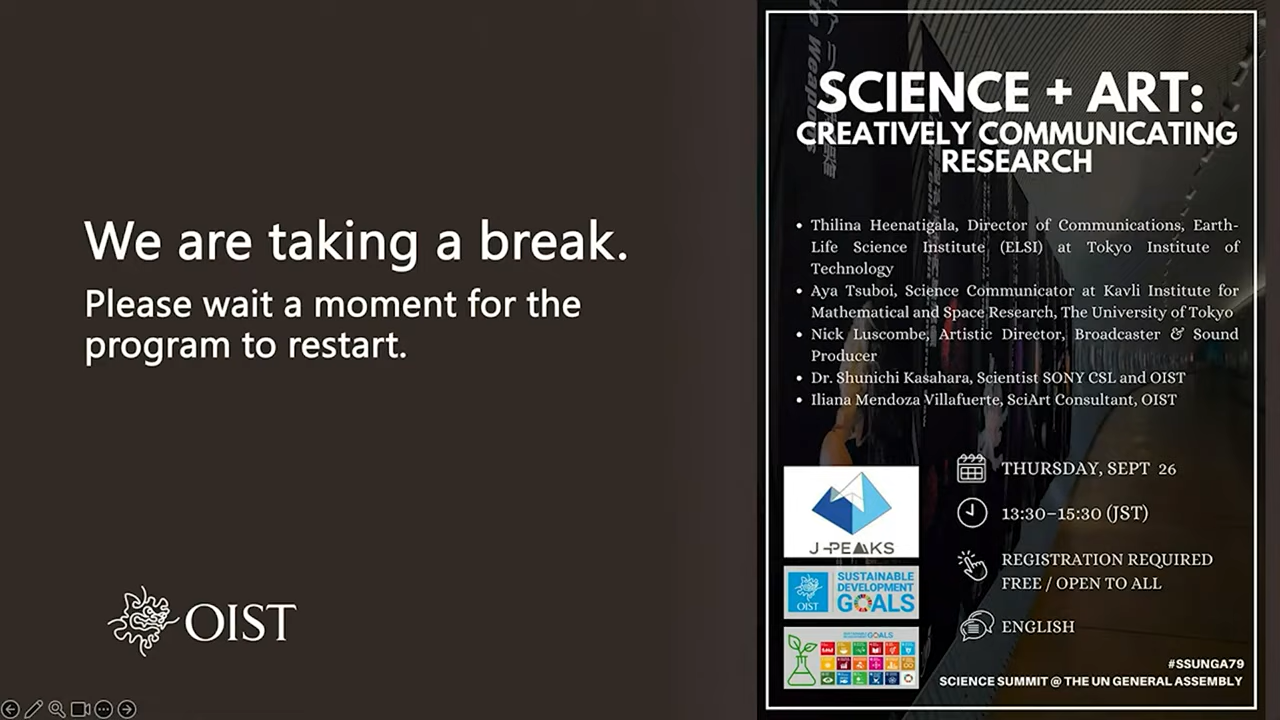 We are taking a break.
Please wait a moment for the
program to restart.
OIST
SCIENCE + ART:
CREATIVELY COMMUNICATING
RESEARCH
• Thilina Heenatigala, Director of Communications, Earth-
Life Science Institute (ELSI) at Tokyo Institute of
Technology
• Aya Tsuboi, Science Communicator at Kavli Institute for
Mathematical and Space Research, The University of Tokyo
• Nick Luscombe, Artistic Director, Broadcaster & Sound
Producer
• Dr. Shunichi Kasahara, Scientist SONY CSL and OIST
• Iliana Mendoza Villafuerte, SciArt Consultant, OIST
THURSDAY, SEPT 26
13:30–15:30 (JST)
REGISTRATION REQUIRED
FREE / OPEN TO ALL
ENGLISH
J-PEAKS
OIST
SUSTAINABLE
DEVELOPMENT
GOALS
#SSUNGA79
SCIENCE SUMMIT @ THE UN GENERAL ASSEMBLY